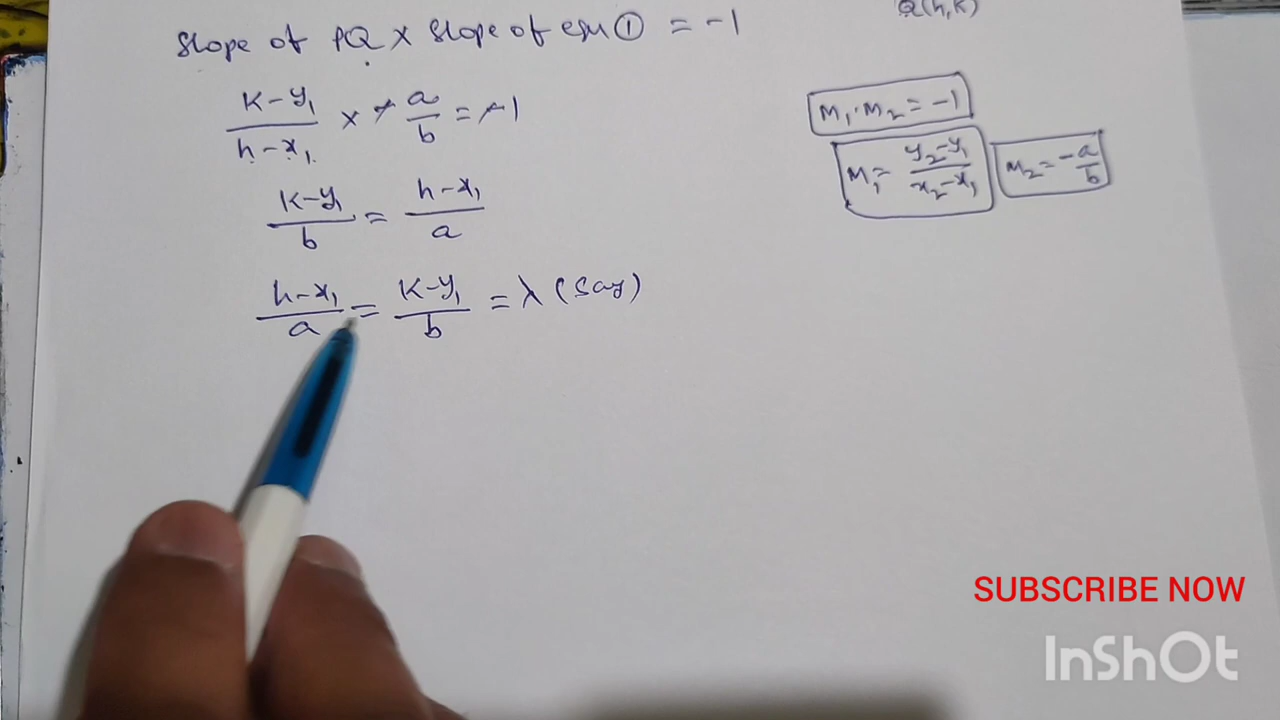 Q(h,k)
Slope of PQ × Slope of eqn ① = -1
K-y₁/h-x₁ × -a/b = -1
K-y₁/b = h-x₁/a
h-x₁/a = K-y₁/b = λ (Say)
M₁.M₂ = -1
M₁ = y₂-y₁/x₂-x₁
M₂ = -a/b
SUBSCRIBE NOW
InShOt